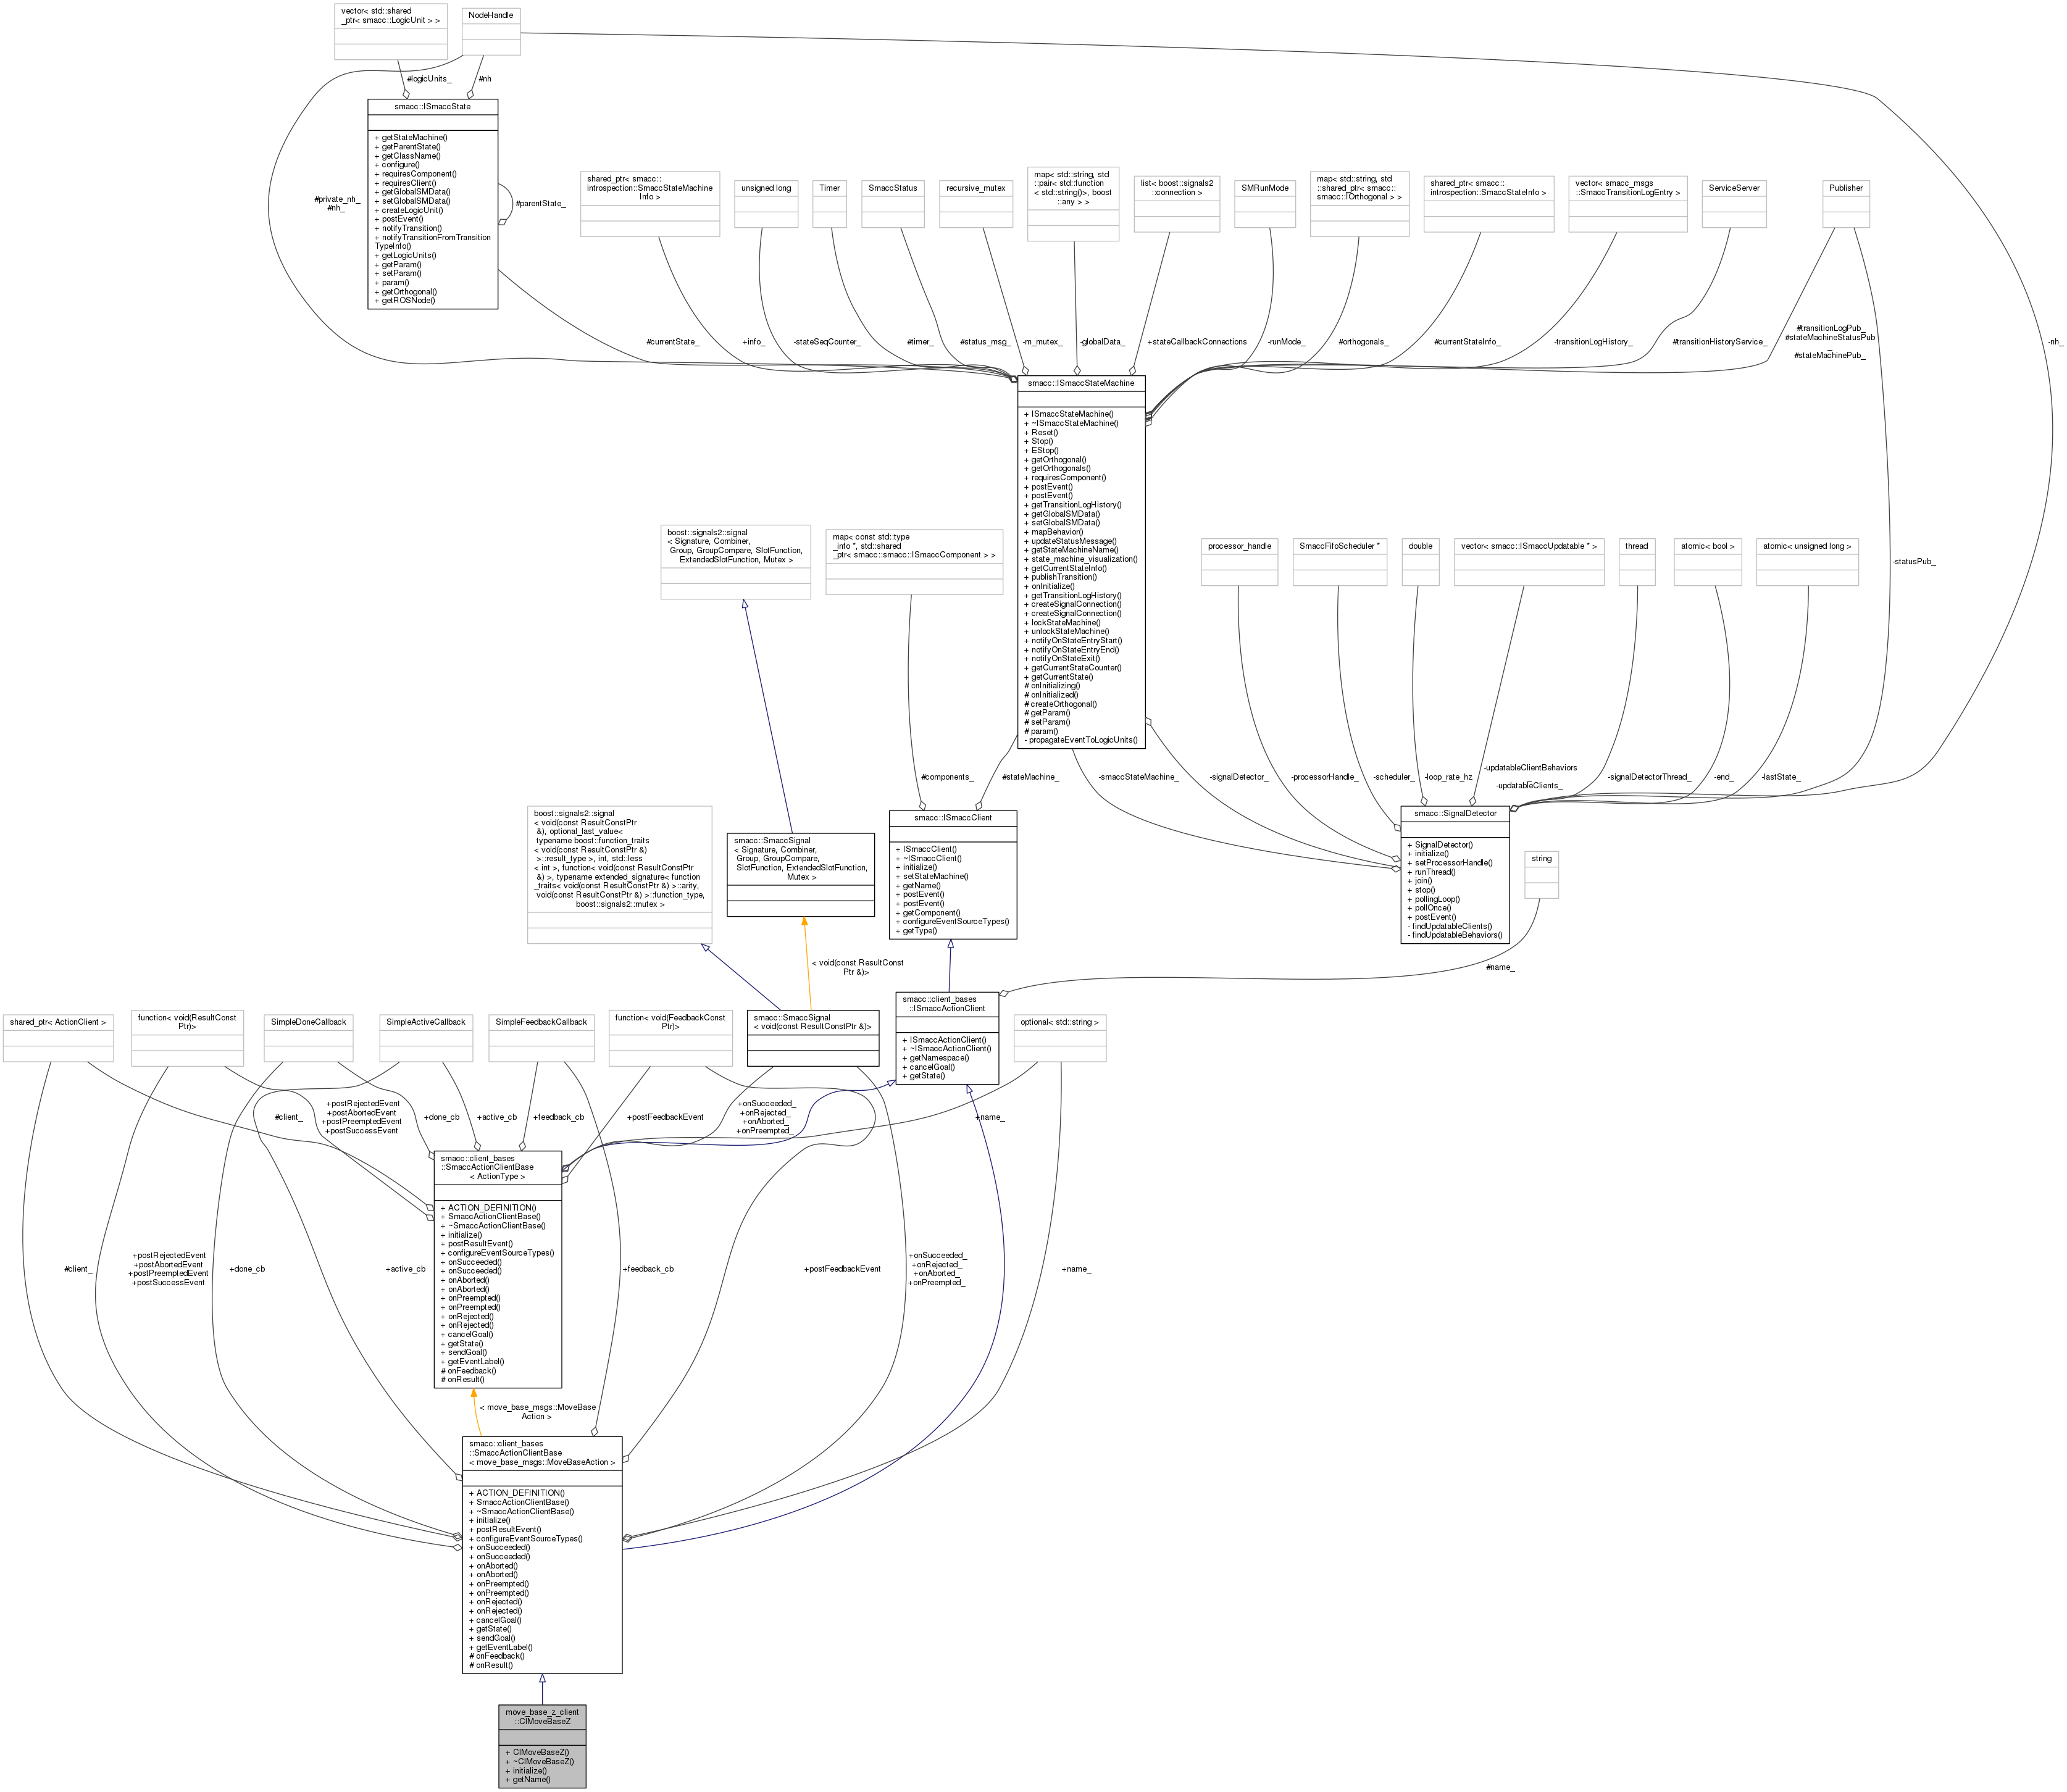 vector< std::shared
_ptr< smacc::LogicUnit > >
NodeHandle
#logicUnits_
#nh
smacc::ISmaccState
+ getStateMachine()
+ getParentState()
+ getClassName()
+ configure()
+ requiresComponent()
+ requiresClient()
+ getGlobalSMData()
+ setGlobalSMData()
+ createLogicUnit()
+ postEvent()
+ notifyTransition()
+ notifyTransitionFromTransition
TypeInfo()
+ getLogicUnits()
+ getParam()
+ setParam()
+ param()
+ getOrthogonal()
+ getROSNode()
#private_nh_
#nh_
#parentState_
shared_ptr< smacc::
introspection::SmaccStateMachine
Info >
unsigned long
Timer
SmaccStatus
recursive_mutex
map< std::string, std
::pair< std::function
< std::string()>, boost
::any > >
list< boost::signals2
::connection >
SMRunMode
map< std::string, std
::shared_ptr< smacc::
smacc::IOrthogonal > >
shared_ptr< smacc::
introspection::SmaccStateInfo >
vector< smacc_msgs
::SmaccTransitionLogEntry >
ServiceServer
Publisher
#currentState_
+info_
-stateSeqCounter_
#timer_
#status_msg_
-m_mutex_
-globalData_
+stateCallbackConnections
-runMode_
#orthogonals_
#currentStateInfo_
-transitionLogHistory_
#transitionHistoryService_
#transitionLogPub_
#stateMachineStatusPub
_
#stateMachinePub_
-nh_
smacc::ISmaccStateMachine
+ ISmaccStateMachine()
+ ~ISmaccStateMachine()
+ Reset()
+ Stop()
+ EStop()
+ getOrthogonal()
+ getOrthogonals()
+ requiresComponent()
+ postEvent()
+ postEvent()
+ getTransitionLogHistory()
+ getGlobalSMData()
+ setGlobalSMData()
+ mapBehavior()
+ updateStatusMessage()
+ getStateMachineName()
+ state_machine_visualization()
+ getCurrentStateInfo()
+ publishTransition()
+ onInitialize()
+ getTransitionLogHistory()
+ createSignalConnection()
+ createSignalConnection()
+ lockStateMachine()
+ unlockStateMachine()
+ notifyOnStateEntryStart()
+ notifyOnStateEntryEnd()
+ notifyOnStateExit()
+ getCurrentStateCounter()
+ getCurrentState()
# onInitializing()
# onInitialized()
# createOrthogonal()
# getParam()
# setParam()
# param()
- propagateEventToLogicUnits()
boost::signals2::signal
< Signature, Combiner,
Group, GroupCompare, SlotFunction,
ExtendedSlotFunction, Mutex >
map< const std::type
_info *, std::shared
_ptr< smacc::smacc::ISmaccComponent > >
processor_handle
SmaccFifoScheduler *
double
vector< smacc::ISmaccUpdatable * >
thread
atomic< bool >
atomic< unsigned long >
-statusPub_
#components_
#stateMachine_
-smaccStateMachine_
-signalDetector_
-processorHandle_
-scheduler_
-loop_rate_hz
-updatableClientBehaviors
_
-updatableClients_
-signalDetectorThread_
-end_
-lastState_
boost::signals2::signal
< void(const ResultConstPtr
&), optional_last_value<
typename boost::function_traits
< void(const ResultConstPtr &)
>::result_type >, int, std::less
< int >, function< void(const ResultConstPtr
&) >, typename extended_signature< function
_traits< void(const ResultConstPtr &) >::arity,
void(const ResultConstPtr &) >::function_type,
boost::signals2::mutex >
smacc::SmaccSignal
< Signature, Combiner,
Group, GroupCompare,
SlotFunction, ExtendedSlotFunction,
Mutex >
smacc::ISmaccClient
+ ISmaccClient()
+ ~ISmaccClient()
+ initialize()
+ setStateMachine()
+ getName()
+ postEvent()
+ postEvent()
+ getComponent()
+ configureEventSourceTypes()
+ getType()
smacc::SignalDetector
+ SignalDetector()
+ initialize()
+ setProcessorHandle()
+ runThread()
+ join()
+ stop()
+ pollingLoop()
+ pollOnce()
+ postEvent()
- findUpdatableClients()
- findUpdatableBehaviors()
string
< void(const ResultConst
Ptr &)>
#name_
shared_ptr< ActionClient >
function< void(ResultConst
Ptr)>
SimpleDoneCallback
SimpleActiveCallback
SimpleFeedbackCallback
function< void(FeedbackConst
Ptr)>
smacc::SmaccSignal
< void(const ResultConstPtr &)>
smacc::client_bases
::ISmaccActionClient
+ ISmaccActionClient()
+ ~ISmaccActionClient()
+ getNamespace()
+ cancelGoal()
+ getState()
optional< std::string >
#client_
+postRejectedEvent
+postAbortedEvent
+postPreemptedEvent
+postSuccessEvent
+done_cb
+active_cb
+feedback_cb
+postFeedbackEvent
+onSucceeded_
+onRejected_
+onAborted_
+onPreempted_
+name_
smacc::client_bases
::SmaccActionClientBase
< ActionType >
+ ACTION_DEFINITION()
+ SmaccActionClientBase()
+ ~SmaccActionClientBase()
+ initialize()
+ postResultEvent()
+ configureEventSourceTypes()
+ onSucceeded()
+ onSucceeded()
+ onAborted()
+ onAborted()
+ onPreempted()
+ onPreempted()
+ onRejected()
+ onRejected()
+ cancelGoal()
+ getState()
+ sendGoal()
+ getEventLabel()
# onFeedback()
# onResult()
#client_
+postRejectedEvent
+postAbortedEvent
+postPreemptedEvent
+postSuccessEvent
+done_cb
+active_cb
+feedback_cb
+postFeedbackEvent
+onSucceeded_
+onRejected_
+onAborted_
+onPreempted_
+name_
< move_base_msgs::MoveBase
Action >
smacc::client_bases
::SmaccActionClientBase
< move_base_msgs::MoveBaseAction >
+ ACTION_DEFINITION()
+ SmaccActionClientBase()
+ ~SmaccActionClientBase()
+ initialize()
+ postResultEvent()
+ configureEventSourceTypes()
+ onSucceeded()
+ onSucceeded()
+ onAborted()
+ onAborted()
+ onPreempted()
+ onPreempted()
+ onRejected()
+ onRejected()
+ cancelGoal()
+ getState()
+ sendGoal()
+ getEventLabel()
# onFeedback()
# onResult()
move_base_z_client
::ClMoveBaseZ
+ ClMoveBaseZ()
+ ~ClMoveBaseZ()
+ initialize()
+ getName()